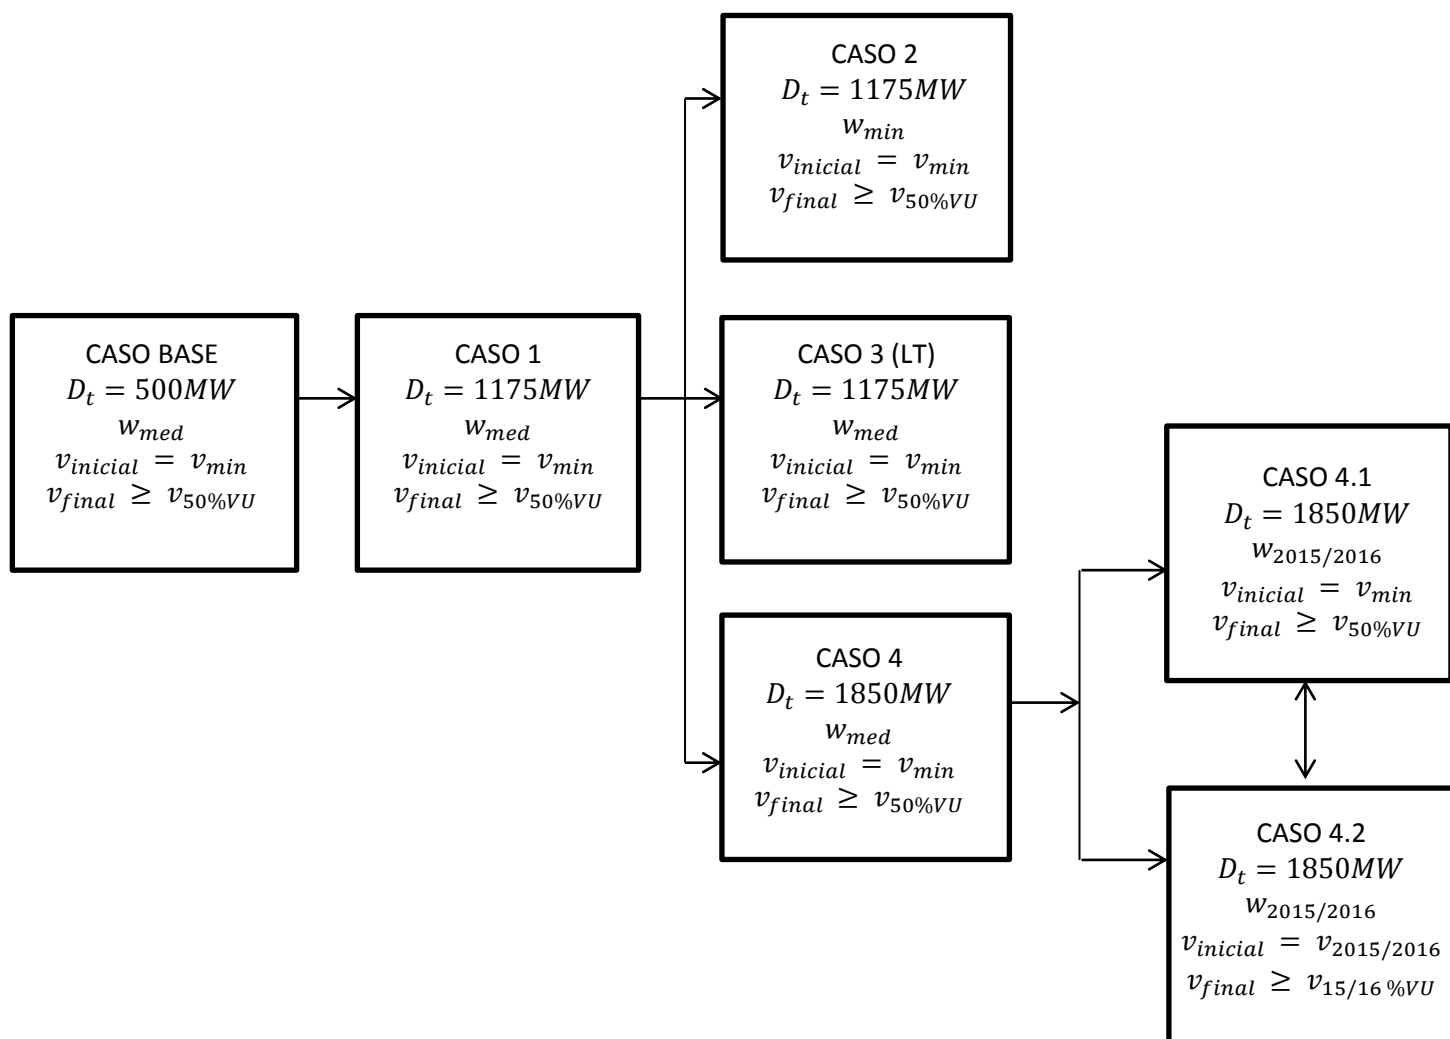 CASO 2
D_t = 1175MW
w_min
v_inicial = v_min
v_final ≥ v_50%VU
CASO BASE
D_t = 500MW
w_med
v_inicial = v_min
v_final ≥ v_50%VU
CASO 1
D_t = 1175MW
w_med
v_inicial = v_min
v_final ≥ v_50%VU
CASO 3 (LT)
D_t = 1175MW
w_med
v_inicial = v_min
v_final ≥ v_50%VU
CASO 4
D_t = 1850MW
w_med
v_inicial = v_min
v_final ≥ v_50%VU
CASO 4.1
D_t = 1850MW
w_2015/2016
v_inicial = v_min
v_final ≥ v_50%VU
CASO 4.2
D_t = 1850MW
w_2015/2016
v_inicial = v_2015/2016
v_final ≥ v_15/16 %VU